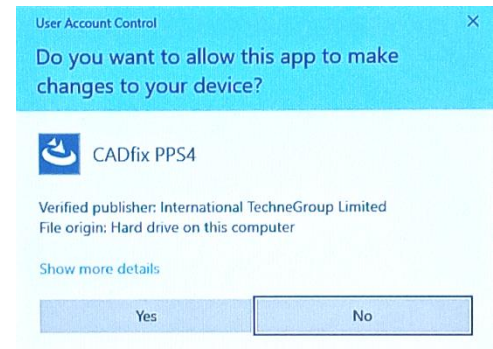 User Account Control
Do you want to allow this app to make
changes to your device?
CADfix PPS4
Verified publisher: International TechneGroup Limited
File origin: Hard drive on this computer
Show more details
Yes
No